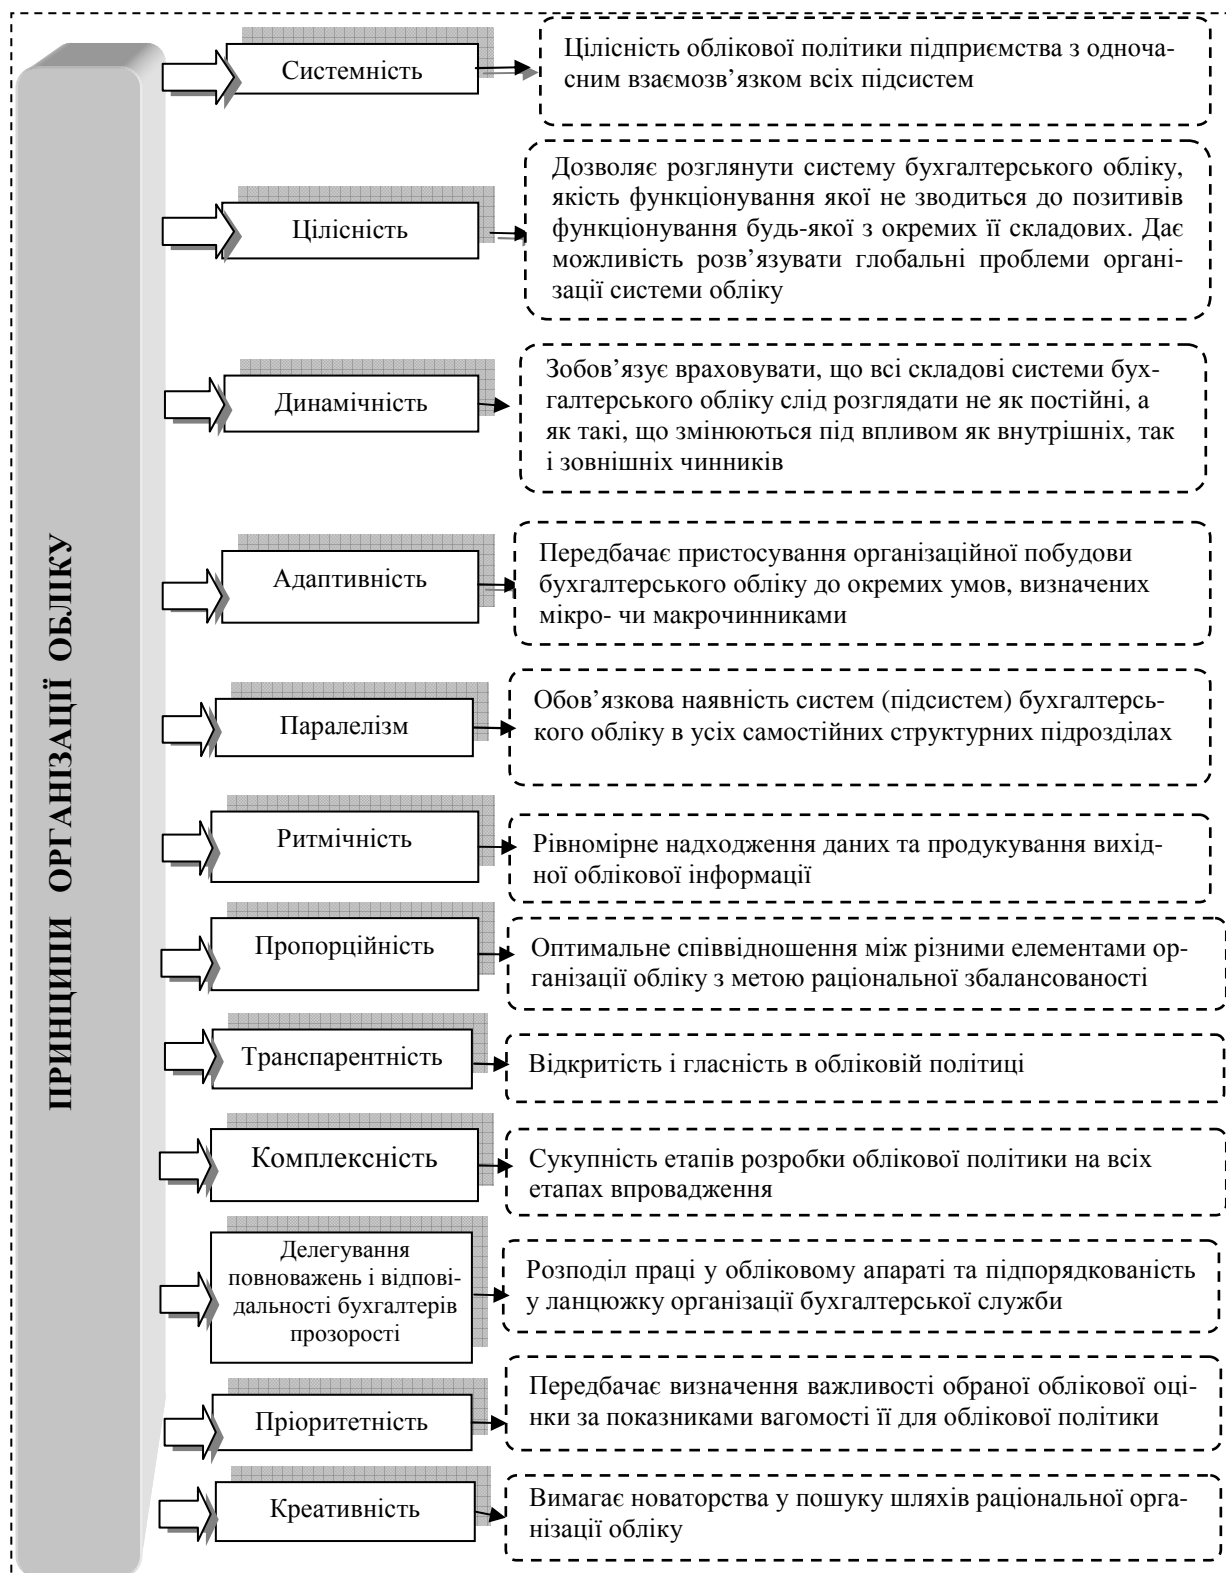 ПРИНЦИПИ ОРГАНІЗАЦІЇ ОБЛІКУ
Системність
Цілісність облікової політики підприємства з одноча-
сним взаємозв’язком всіх підсистем
Цілісність
Дозволяє розглянути систему бухгалтерського обліку,
якість функціонування якої не зводиться до позитивів
функціонування будь-якої з окремих її складових. Дає
можливість розв’язувати глобальні проблеми органі-
зації системи обліку
Динамічність
Зобов’язує враховувати, що всі складові системи бух-
галтерського обліку слід розглядати не як постійні, а
як такі, що змінюються під впливом як внутрішніх, так
і зовнішніх чинників
Адаптивність
Передбачає пристосування організаційної побудови
бухгалтерського обліку до окремих умов, визначених
мікро- чи макрочинниками
Паралелізм
Обов’язкова наявність систем (підсистем) бухгалтерсь-
кого обліку в усіх самостійних структурних підрозділах
Ритмічність
Рівномірне надходження даних та продукування вихід-
ної облікової інформації
Пропорційність
Оптимальне співвідношення між різними елементами ор-
ганізації обліку з метою раціональної збалансованості
Транспарентність
Відкритість і гласність в обліковій політиці
Комплексність
Сукупність етапів розробки облікової політики на всіх
етапах впровадження
Делегування
повноважень і відпові-
дальності бухгалтерів
прозорості
Розподіл праці у обліковому апараті та підпорядкованість
у ланцюжку організації бухгалтерської служби
Пріоритетність
Передбачає визначення важливості обраної облікової оці-
нки за показниками вагомості її для облікової політики
Креативність
Вимагає новаторства у пошуку шляхів раціональної орга-
нізації обліку